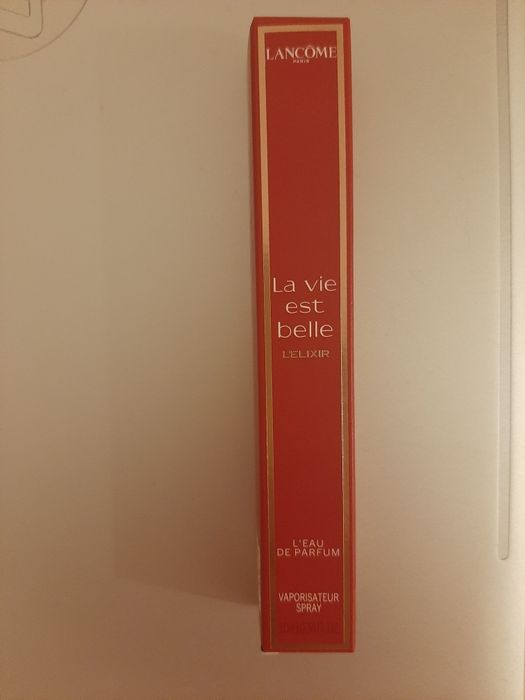 LANCÔME
PARIS
La vie
est
belle
L'ELIXIR
L'EAU
DE PARFUM
VAPORISATEUR
SPRAY